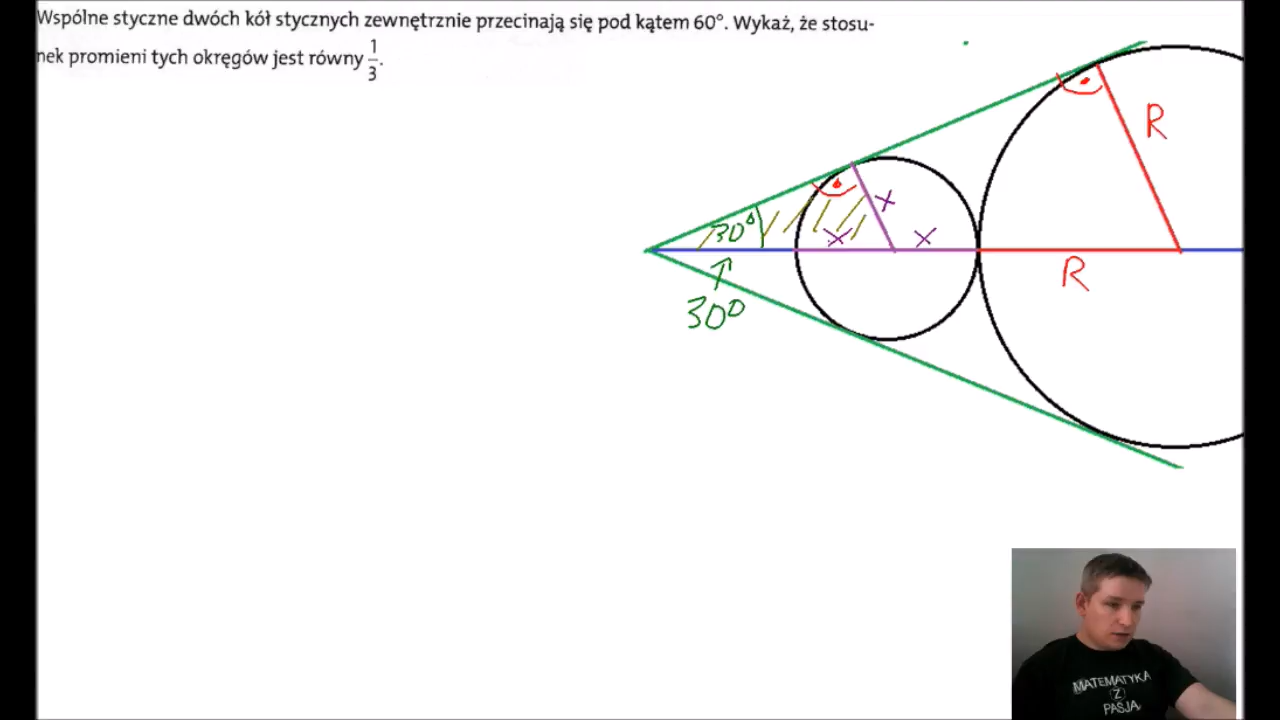 Wspólne styczne dwóch kół stycznych zewnętrznie przecinają się pod kątem 60°. Wykaż, że stosu-
nek promieni tych okręgów jest równy 1/3.
R
30°
x
x
x
R
30°
MATEMATYKA
Z
PASJĄ